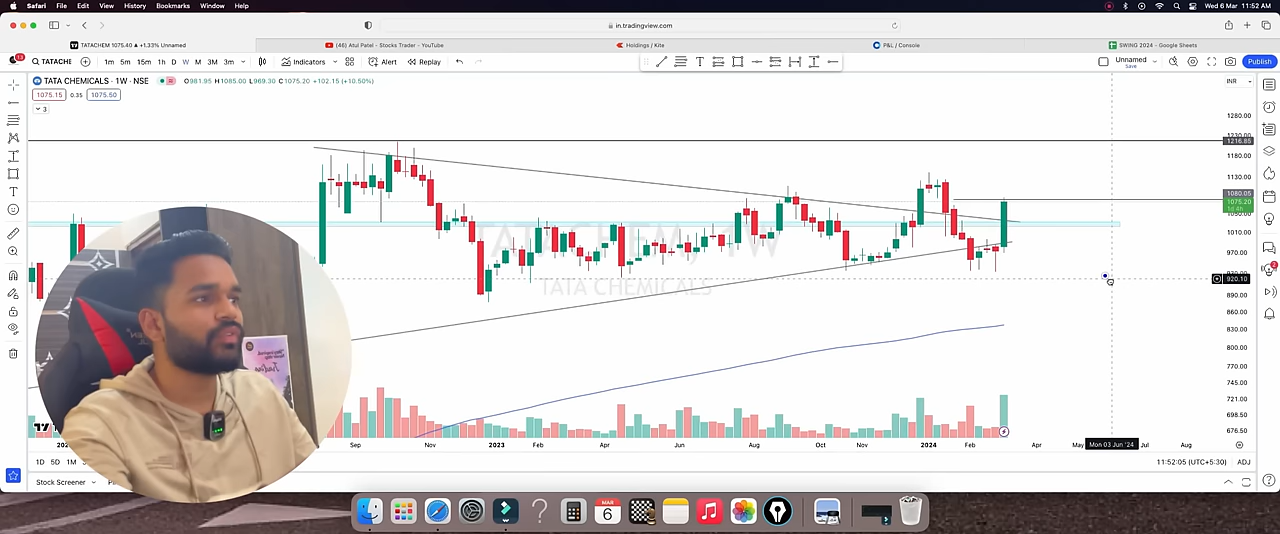 Safari File Edit View History Bookmarks Window Help Wed 6 Mar 11:52 AM
in.tradingview.com
TATACHEM 1075.40 ▲ +1.33% Unnamed
(46) Atul Patel - Stocks Trader - YouTube
Holdings / Kite
P&L / Console
SWING 2024 - Google Sheets
TATACHE 1m 5m 15m 1h D W M 3M 3m Indicators Alert Replay
Unnamed
Save
Publish
TATA CHEMICALS · 1W · NSE O981.95 H1085.00 L969.30 C1075.20 +102.15 (+10.50%)
INR
1075.15 0.35 1075.50
3
1280.00
1216.85
1180.00
1130.00
1080.05
1075.20
1010.00
970.00
920.10
890.00
860.00
830.00
800.00
770.00
745.00
721.00
698.50
676.50
TATACHEM, 1W
TATA CHEMICALS
Sep Nov 2023 Feb Apr Jun Aug Oct 2024 Feb Apr Mon 03 Jun '24 Jul Aug
1D 5D 1M
11:52:05 (UTC+5:30) ADJ
Stock Screener
MAR
6